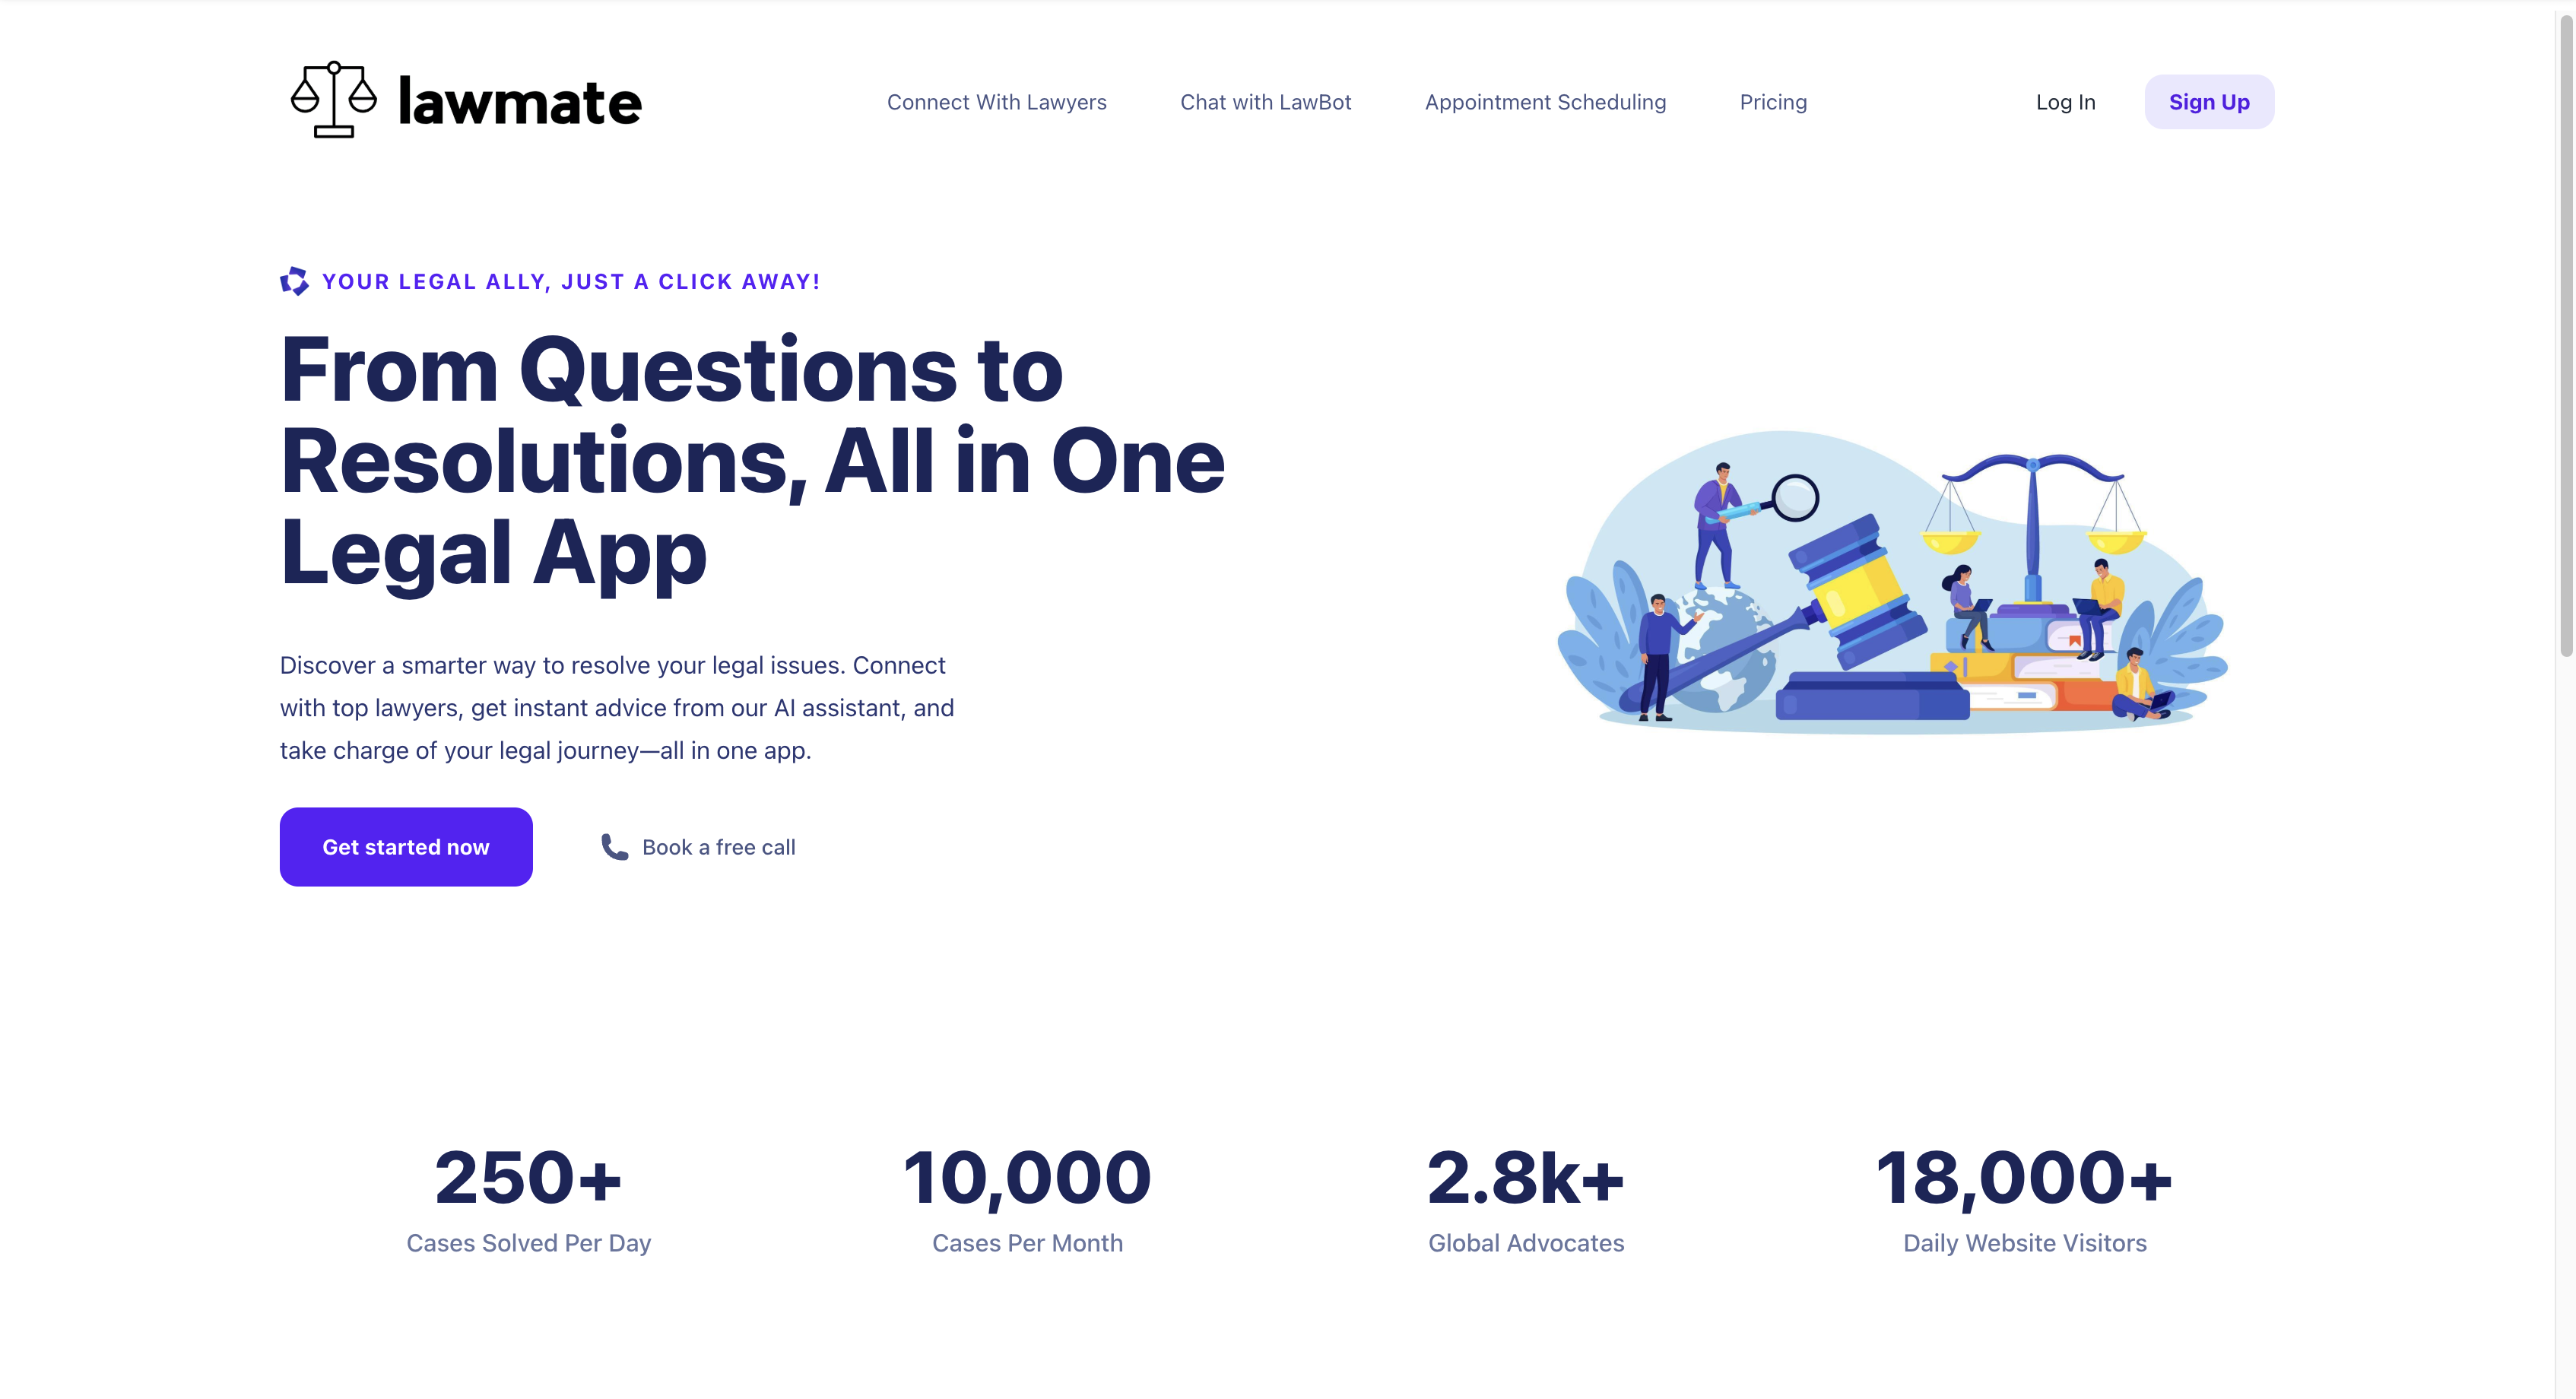 lawmate
Connect With Lawyers
Chat with LawBot
Appointment Scheduling
Pricing
Log In
Sign Up
YOUR LEGAL ALLY, JUST A CLICK AWAY!
From Questions to
Resolutions, All in One
Legal App
Discover a smarter way to resolve your legal issues. Connect
with top lawyers, get instant advice from our AI assistant, and
take charge of your legal journey—all in one app.
Get started now
Book a free call
250+
Cases Solved Per Day
10,000
Cases Per Month
2.8k+
Global Advocates
18,000+
Daily Website Visitors